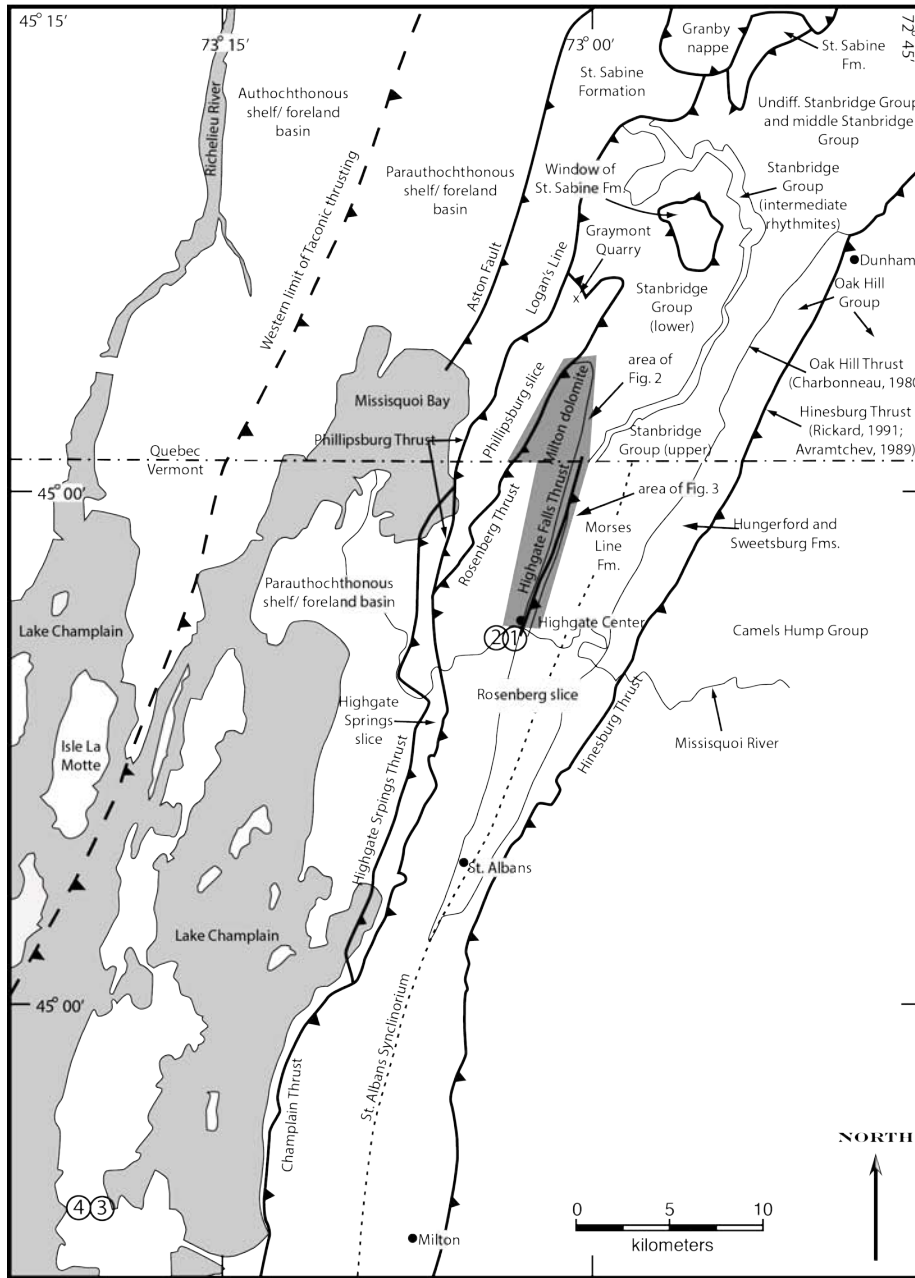 45° 15'
73° 15'
73° 00'
72° 45'
Granby
nappe
St. Sabine
Fm.
St. Sabine
Formation
Undiff. Stanbridge Group
and middle Stanbridge
Group
Authochthonous
shelf/ foreland
basin
Richelieu River
Western limit of Taconic thrusting
Parauthochthonous
shelf/ foreland
basin
Window of
St. Sabine Fm.
Stanbridge
Group
(intermediate
rhythmites)
Graymont
Quarry
x
Aston Fault
Logan's Line
Dunham
Oak Hill
Group
Stanbridge
Group
(lower)
area of
Fig. 2
Oak Hill Thrust
(Charbonneau, 1980
Hinesburg Thrust
(Rickard, 1991;
Avramtchev, 1989)
Missisquoi Bay
Phillipsburg slice
Milton dolomite
Phillipsburg Thrust
Stanbridge
Group (upper)
Quebec
Vermont
45° 00'
area of Fig. 3
Rosenberg Thrust
Highgate Falls Thrust
Morses
Line
Fm.
Hungerford and
Sweetsburg Fms.
Parauthochthonous
shelf/ foreland basin
Lake Champlain
Highgate Center
2 1
Camels Hump Group
Rosenberg slice
Highgate
Springs
slice
Hinesburg Thrust
Missisquoi River
Isle La
Motte
Highgate Srpings Thrust
St. Albans
Lake Champlain
45° 00'
St. Albans Synclinorium
Champlain Thrust
NORTH
4 3
Milton
0 5 10
kilometers